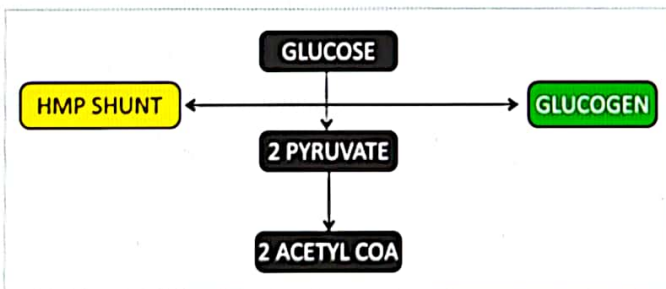 GLUCOSE
HMP SHUNT
GLUCOGEN
2 PYRUVATE
2 ACETYL COA